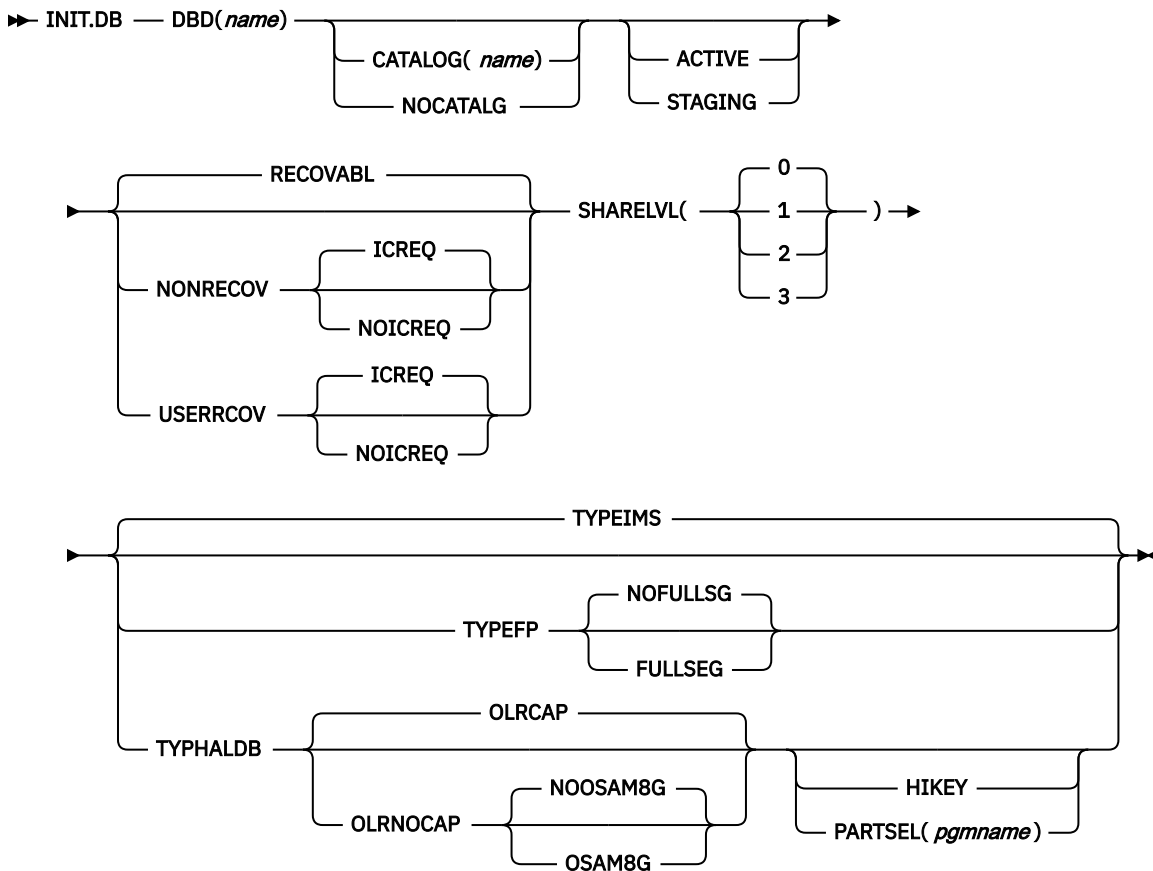 INIT.DB DBD(name)
CATALOG( name) ACTIVE
NOCATALG STAGING
RECOVABL 0
SHARELVL( 1 )
ICREQ 2
NONRECOV 3
NOICREQ
ICREQ
USERRCOV
NOICREQ
TYPEIMS
NOFULLSG
TYPEFP
FULLSEG
OLRCAP
TYPHALDB
NOOSAM8G HIKEY
OLRNOCAP PARTSEL( pgmname)
OSAM8G